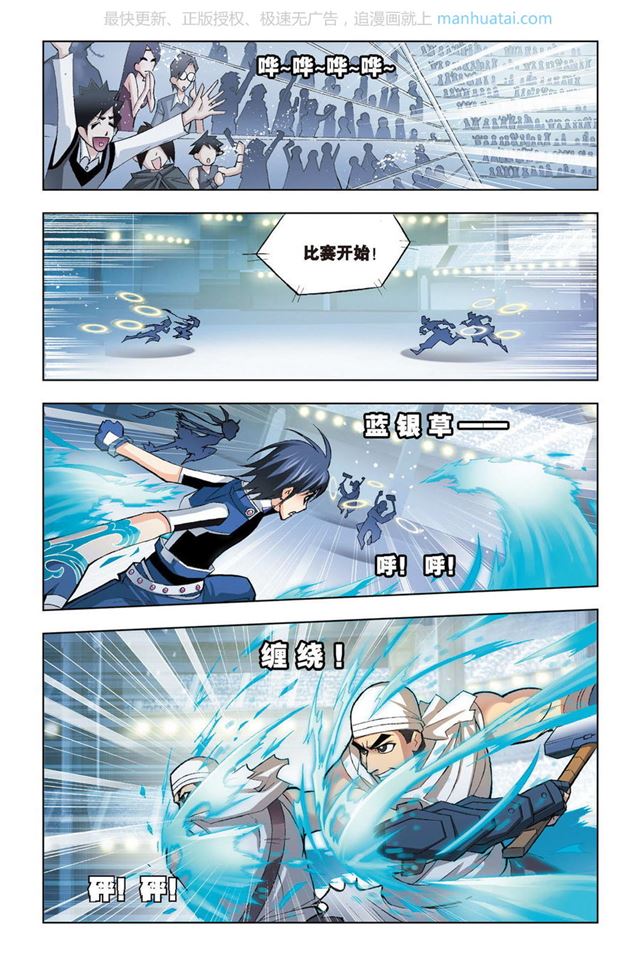 最快更新、正版授权、极速无广告，追漫画就上 manhuatai.com
哗~哗~哗~哗~
比赛开始！
蓝银草——
呼！呼！
缠绕！
砰！砰！